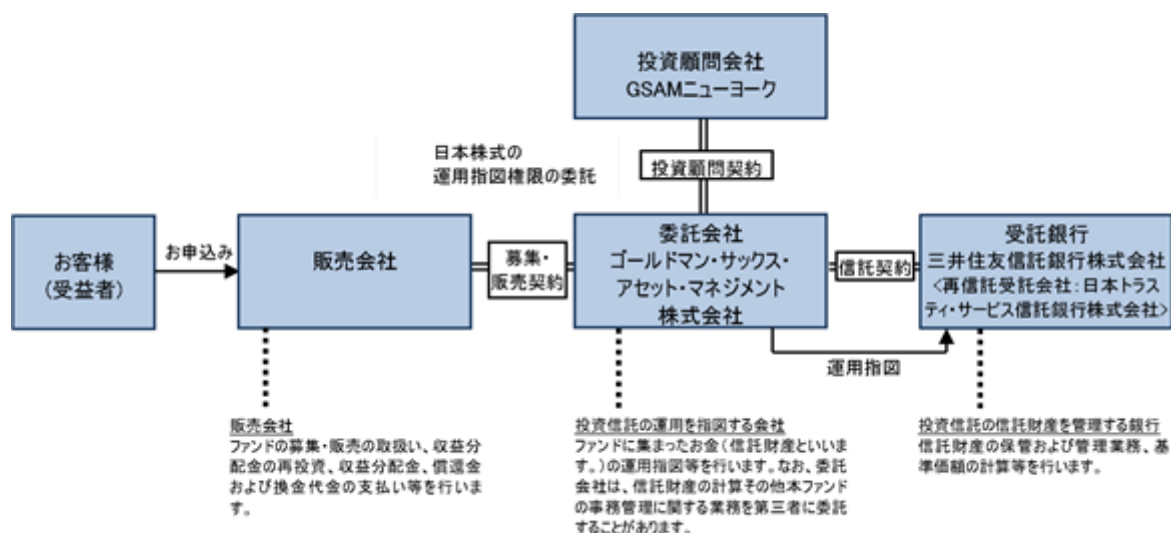 投資顧問会社
GSAMニューヨーク
日本株式の
運用指図権限の委託
投資顧問契約
お客様
(受益者)
お申込み
販売会社
募集・
販売契約
委託会社
ゴールドマン・サックス・
アセット・マネジメント
株式会社
信託契約
受託銀行
三井住友信託銀行株式会社
<再信託受託会社:日本トラス
ティ・サービス信託銀行株式会社>
運用指図
販売会社
ファンドの募集・販売の取扱い、収益分
配金の再投資、収益分配金、償還金
および換金代金の支払い等を行いま
す。
投資信託の運用を指図する会社
ファンドに集まったお金(信託財産といいま
す。)の運用指図等を行います。なお、委託
会社は、信託財産の計算その他本ファンド
の事務管理に関する業務を第三者に委託
することがあります。
投資信託の信託財産を管理する銀行
信託財産の保管および管理業務、基
準価額の計算等を行います。